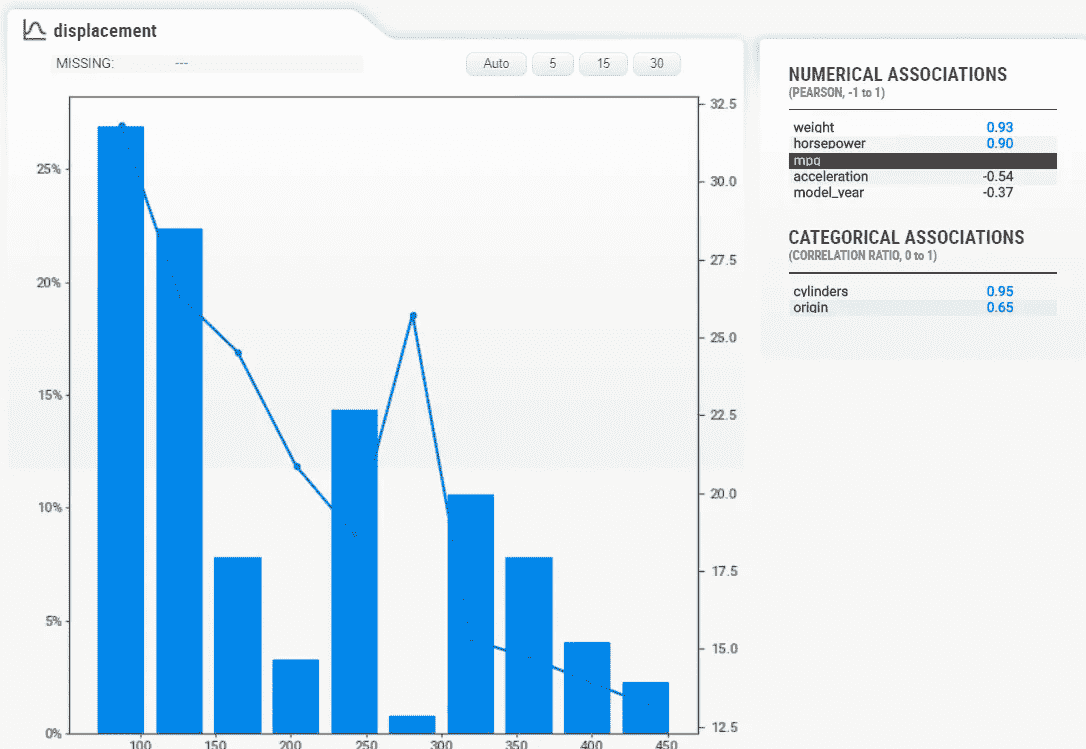 displacement
MISSING: ---
Auto 5 15 30
32.5
30.0
27.5
25.0
22.5
20.0
17.5
15.0
12.5
25%
20%
15%
10%
5%
0%
100 150 200 250 300 350 400 450
NUMERICAL ASSOCIATIONS
(PEARSON, -1 to 1)
weight 0.93
horsepower 0.90
mpg
acceleration -0.54
model_year -0.37
CATEGORICAL ASSOCIATIONS
(CORRELATION RATIO, 0 to 1)
cylinders 0.95
origin 0.65